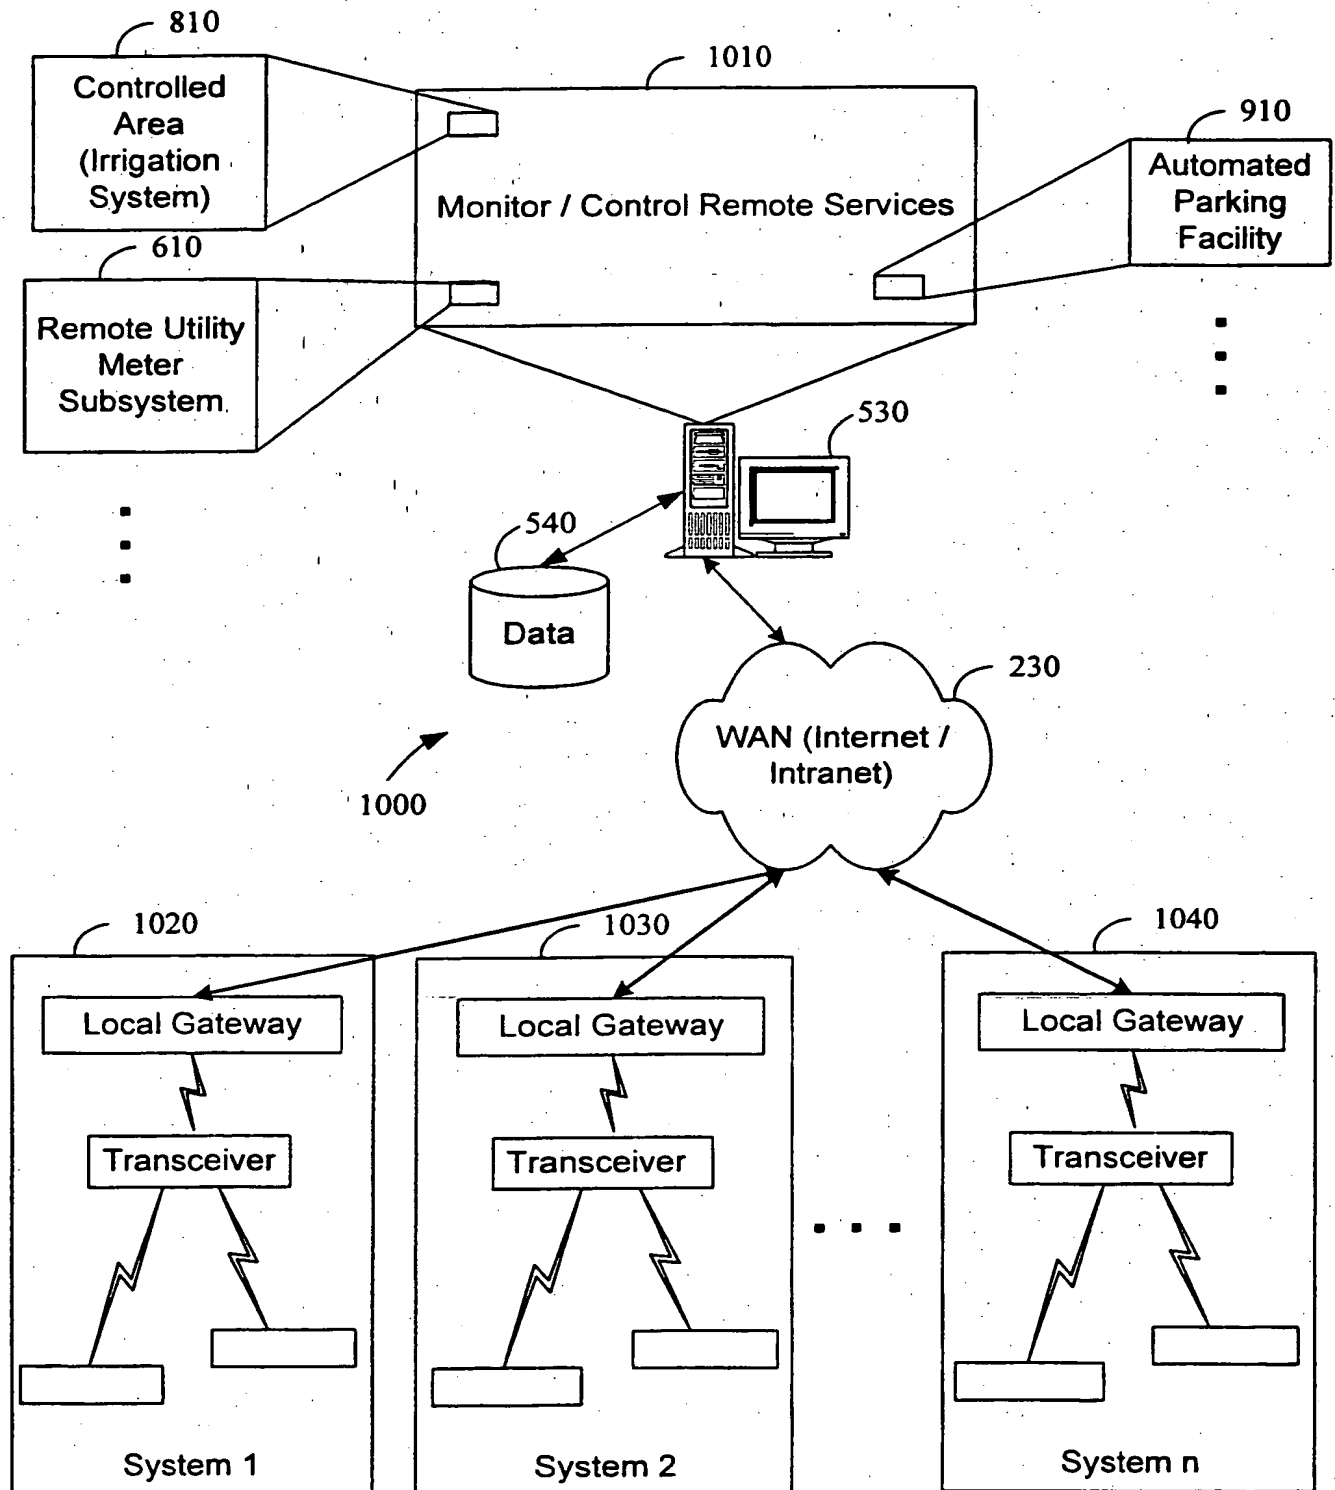 810
Controlled
Area
(Irrigation
System)
1010
Monitor / Control Remote Services
910
Automated
Parking
Facility
610
Remote Utility
Meter
Subsystem
530
540
Data
230
WAN (Internet /
Intranet)
1000
1020
Local Gateway
Transceiver
System 1
1030
Local Gateway
Transceiver
System 2
1040
Local Gateway
Transceiver
System n